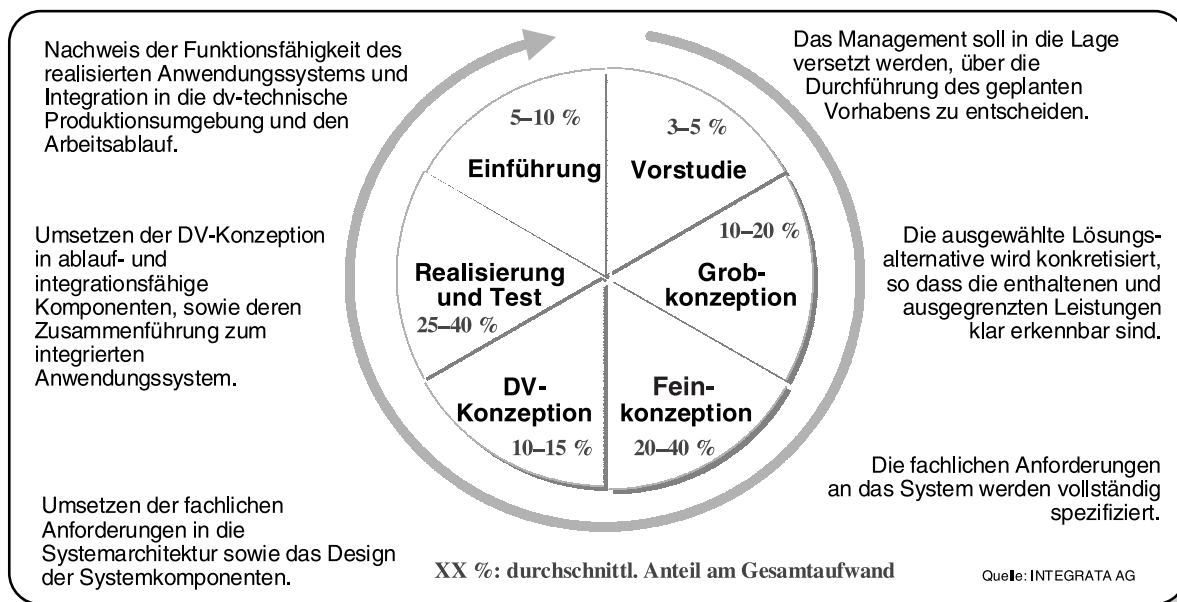 Nachweis der Funktionsfähigkeit des
realisierten Anwendungssystems und
Integration in die dv-technische
Produktionsumgebung und den
Arbeitsablauf.
Das Management soll in die Lage
versetzt werden, über die
Durchführung des geplanten
Vorhabens zu entscheiden.
5–10 %
Einführung
3–5 %
Vorstudie
Umsetzen der DV-Konzeption
in ablauf- und
integrationsfähige
Komponenten, sowie deren
Zusammenführung zum
integrierten
Anwendungssystem.
Realisierung
und Test
25–40 %
10–20 %
Grob-
konzeption
Die ausgewählte Lösungs-
alternative wird konkretisiert,
so dass die enthaltenen und
ausgegrenzten Leistungen
klar erkennbar sind.
DV-
Konzeption
10–15 %
Fein-
konzeption
20–40 %
Die fachlichen Anforderungen
an das System werden vollständig
spezifiziert.
Umsetzen der fachlichen
Anforderungen in die
Systemarchitektur sowie das Design
der Systemkomponenten.
XX %: durchschnittl. Anteil am Gesamtaufwand
Quelle: INTEGRATA AG